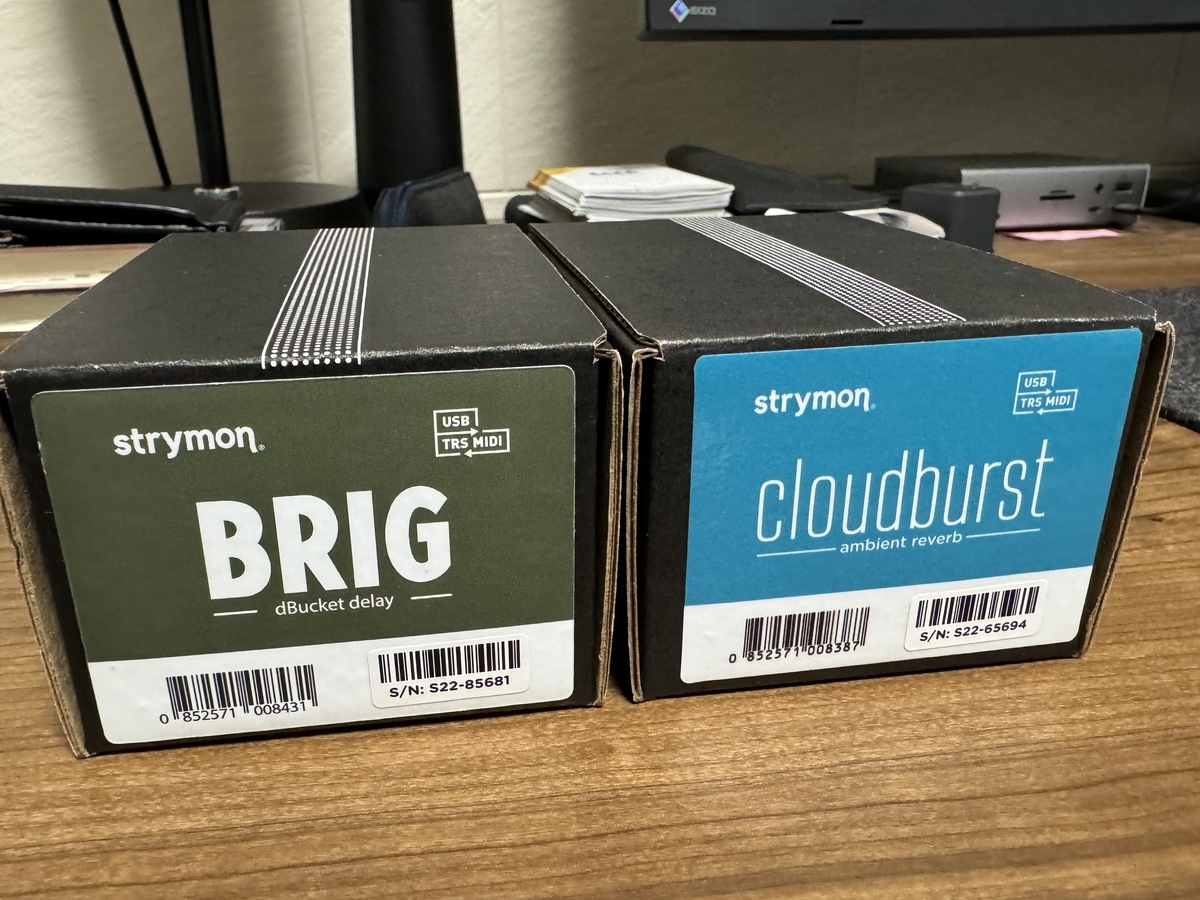 EIZO
strymon®
USB
TRS MIDI
BRIG
dBucket delay
0 852571 008431
S/N: S22-85681
strymon®
USB
TRS MIDI
cloudburst
ambient reverb
0 852571 008387
S/N: S22-65694